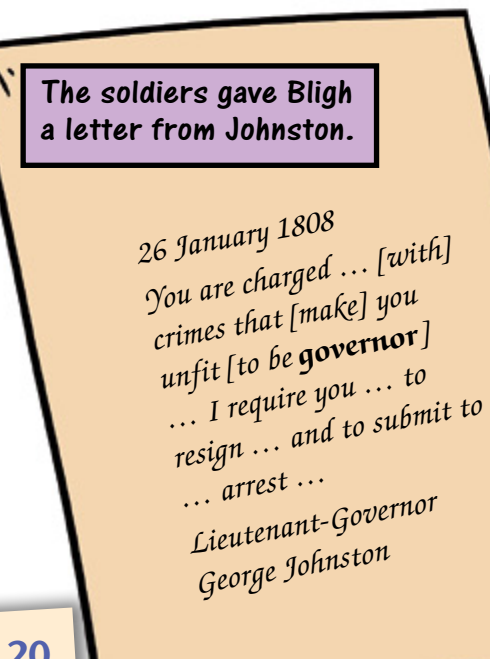 The soldiers gave Bligh
a letter from Johnston.
26 January 1808
You are charged ... [with]
crimes that [make] you
unfit [to be governor]
... I require you ... to
resign ... and to submit to
... arrest ...
Lieutenant-Governor
George Johnston
20